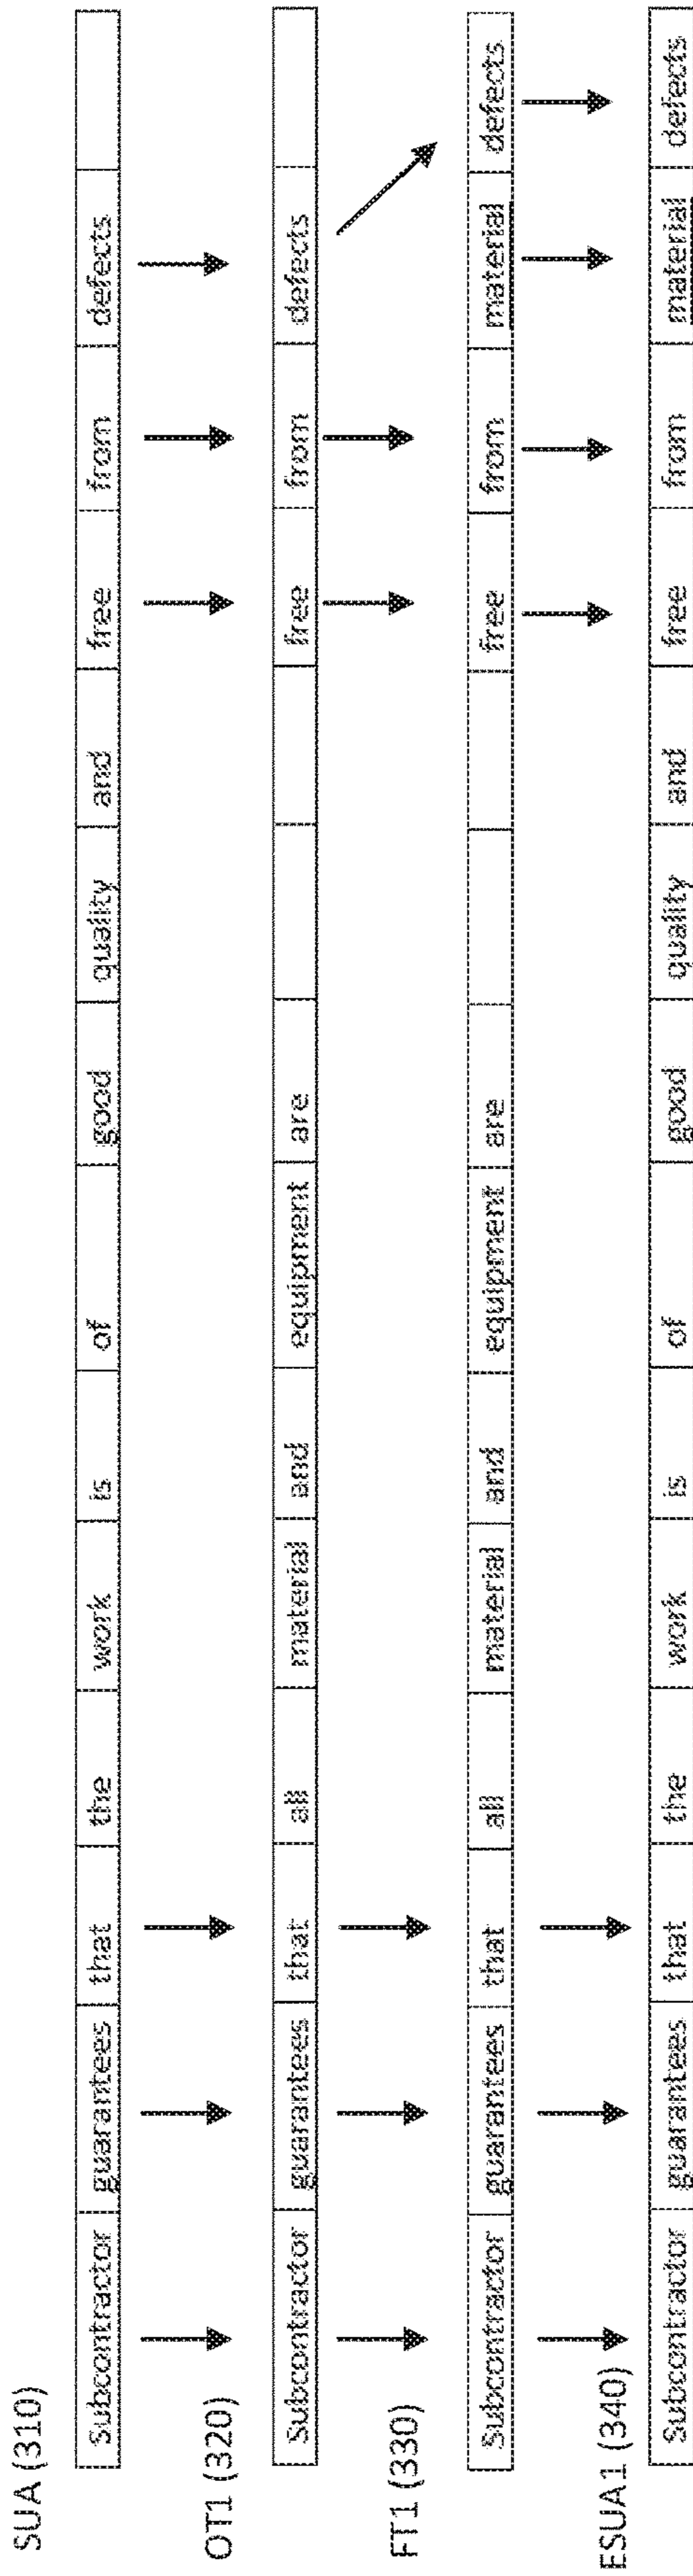 SUA (310)
Subcontractor guarantees that the work is of good quality and free from defects
OT1 (320)
Subcontractor guarantees that all material and equipment are free from defects
FT1 (330)
Subcontractor guarantees that all material and equipment are free from material defects
ESUA1 (340)
Subcontractor guarantees that the work is of good quality and free from material defects